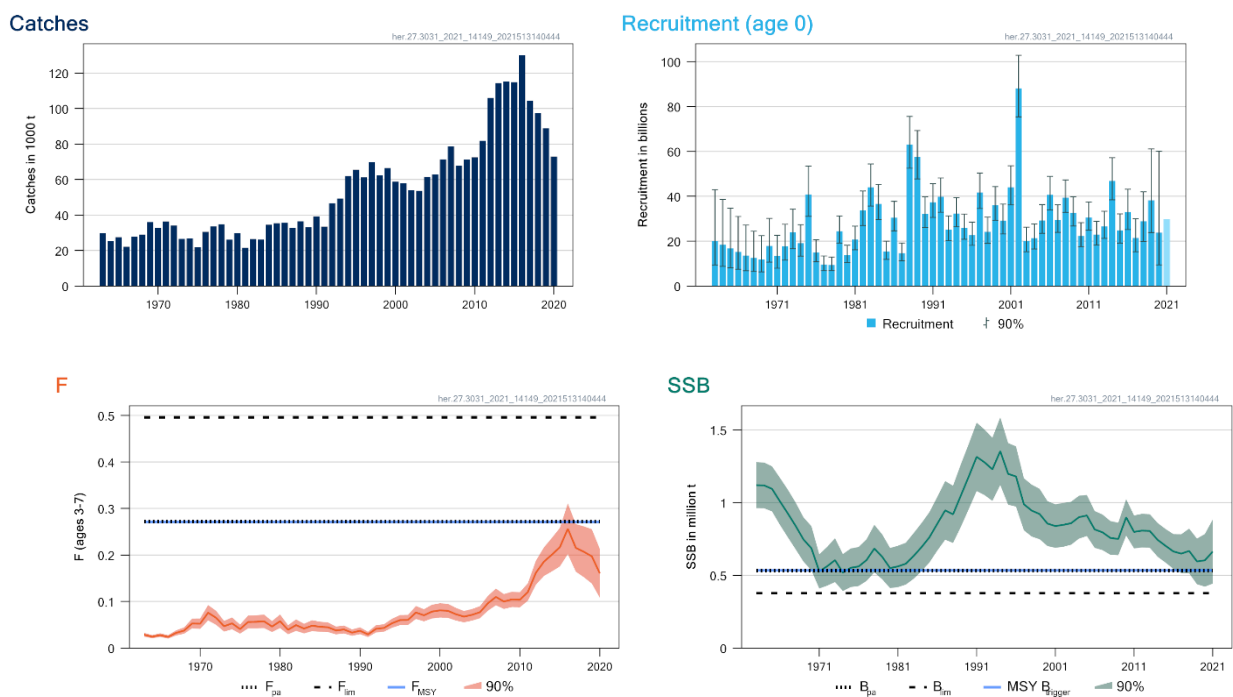 Catches
her.27.3031_2021_14149_2021513140444
Catches in 1000 t
120
100
80
60
40
20
0
1970
1980
1990
2000
2010
2020
Recruitment (age 0)
her.27.3031_2021_14149_2021513140444
Recruitment in billions
100
80
60
40
20
0
1971
1981
1991
2001
2011
2021
Recruitment
90%
F
her.27.3031_2021_14149_2021513140444
F (ages 3-7)
0.5
0.4
0.3
0.2
0.1
0
1970
1980
1990
2000
2010
2020
Fpa
Flim
FMSY
90%
SSB
her.27.3031_2021_14149_2021513140444
SSB in million t
1.5
1
0.5
0
1971
1981
1991
2001
2011
2021
Bpa
Blim
MSY Btrigger
90%